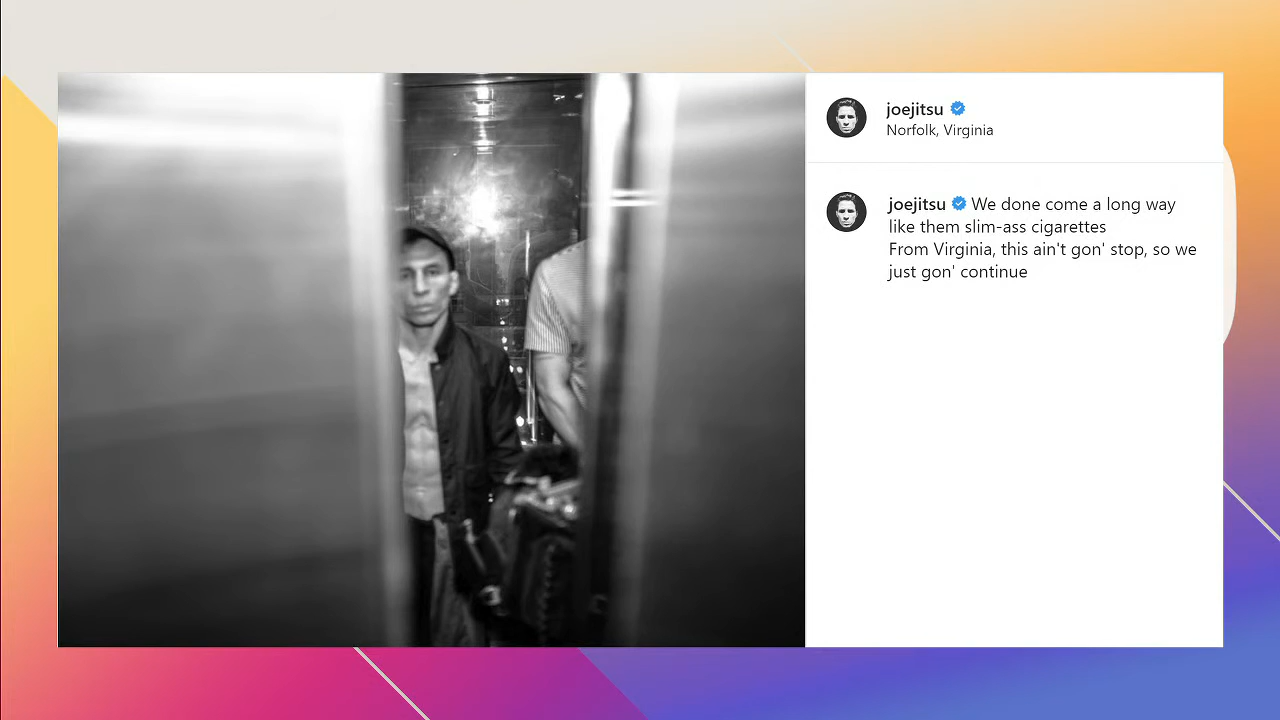 joejitsu
Norfolk, Virginia
joejitsu We done come a long way
like them slim-ass cigarettes
From Virginia, this ain't gon' stop, so we
just gon' continue